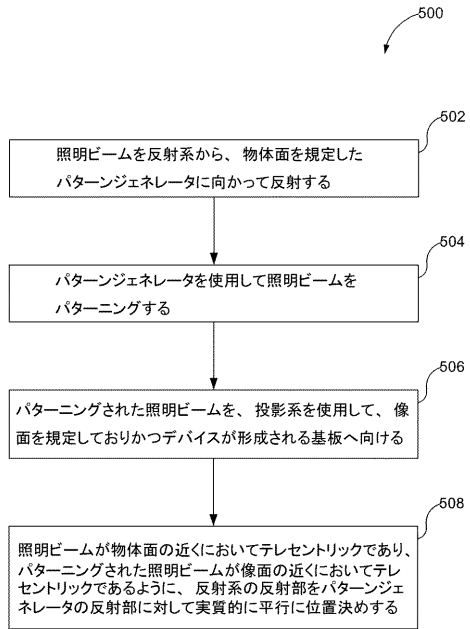 500
502
照明ビームを反射系から、物体面を規定した
パターンジェネレータに向かって反射する
504
パターンジェネレータを使用して照明ビームを
パターニングする
506
パターニングされた照明ビームを、投影系を使用して、像
面を規定しておりかつデバイスが形成される基板へ向ける
508
照明ビームが物体面の近くにおいてテレセントリックであり、
パターニングされた照明ビームが像面の近くにおいてテレ
セントリックであるように、反射系の反射部をパターンジェ
ネレータの反射部に対して実質的に平行に位置決めする